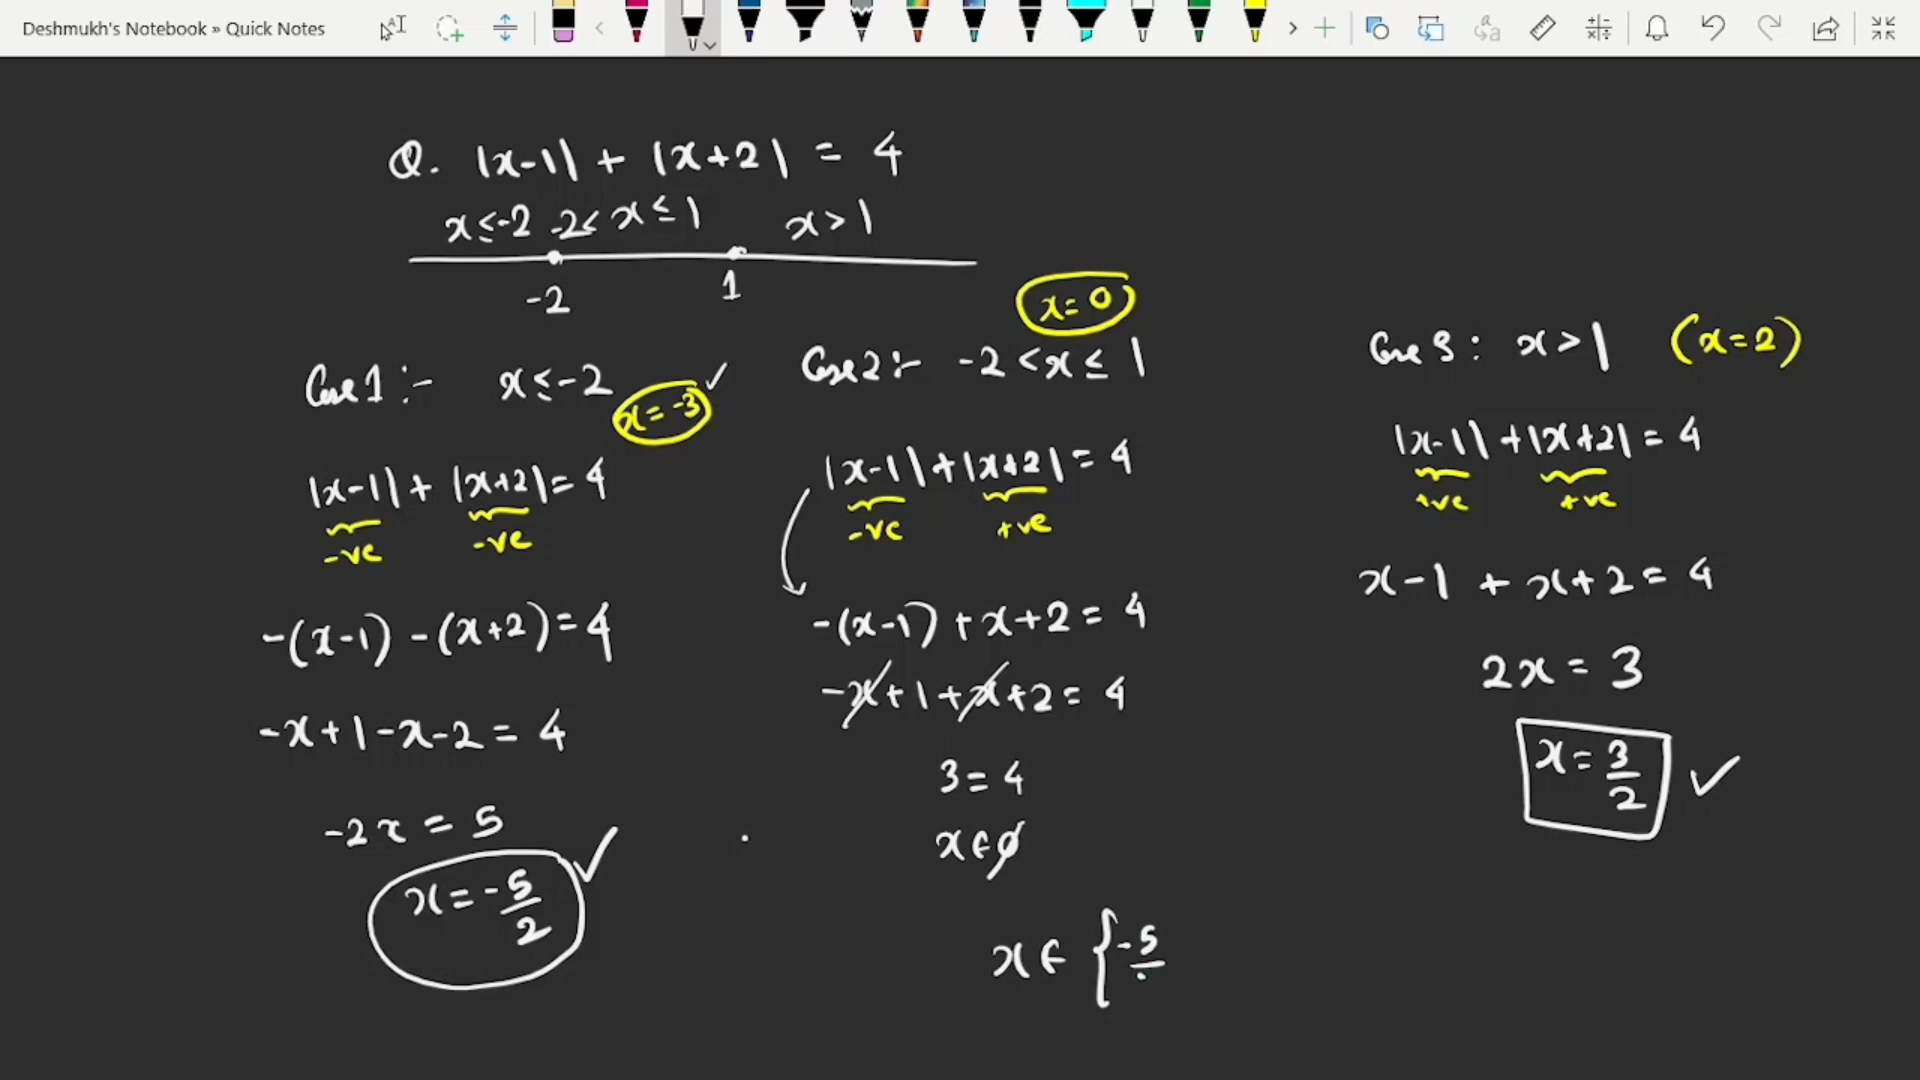 Deshmukh's Notebook » Quick Notes
Q. |x-1| + |x+2| = 4
x≤-2 -2< x≤1 x>1
-2 1
Case 1 :- x≤-2
x=-3 ✓
|x-1| + |x+2| = 4
-ve -ve
-(x-1) -(x+2) = 4
-x+1-x-2 = 4
-2x = 5
x = -5/2 ✓
x=0
Case 2 :- -2<x≤1
|x-1| + |x+2| = 4
-ve +ve
-(x-1) + x+2 = 4
-x+1+x+2 = 4
3=4
x∈∅
x∈ {-5
Case 3 : x>1 (x=2)
|x-1| + |x+2| = 4
+ve +ve
x-1 + x+2 = 4
2x = 3
x = 3/2 ✓